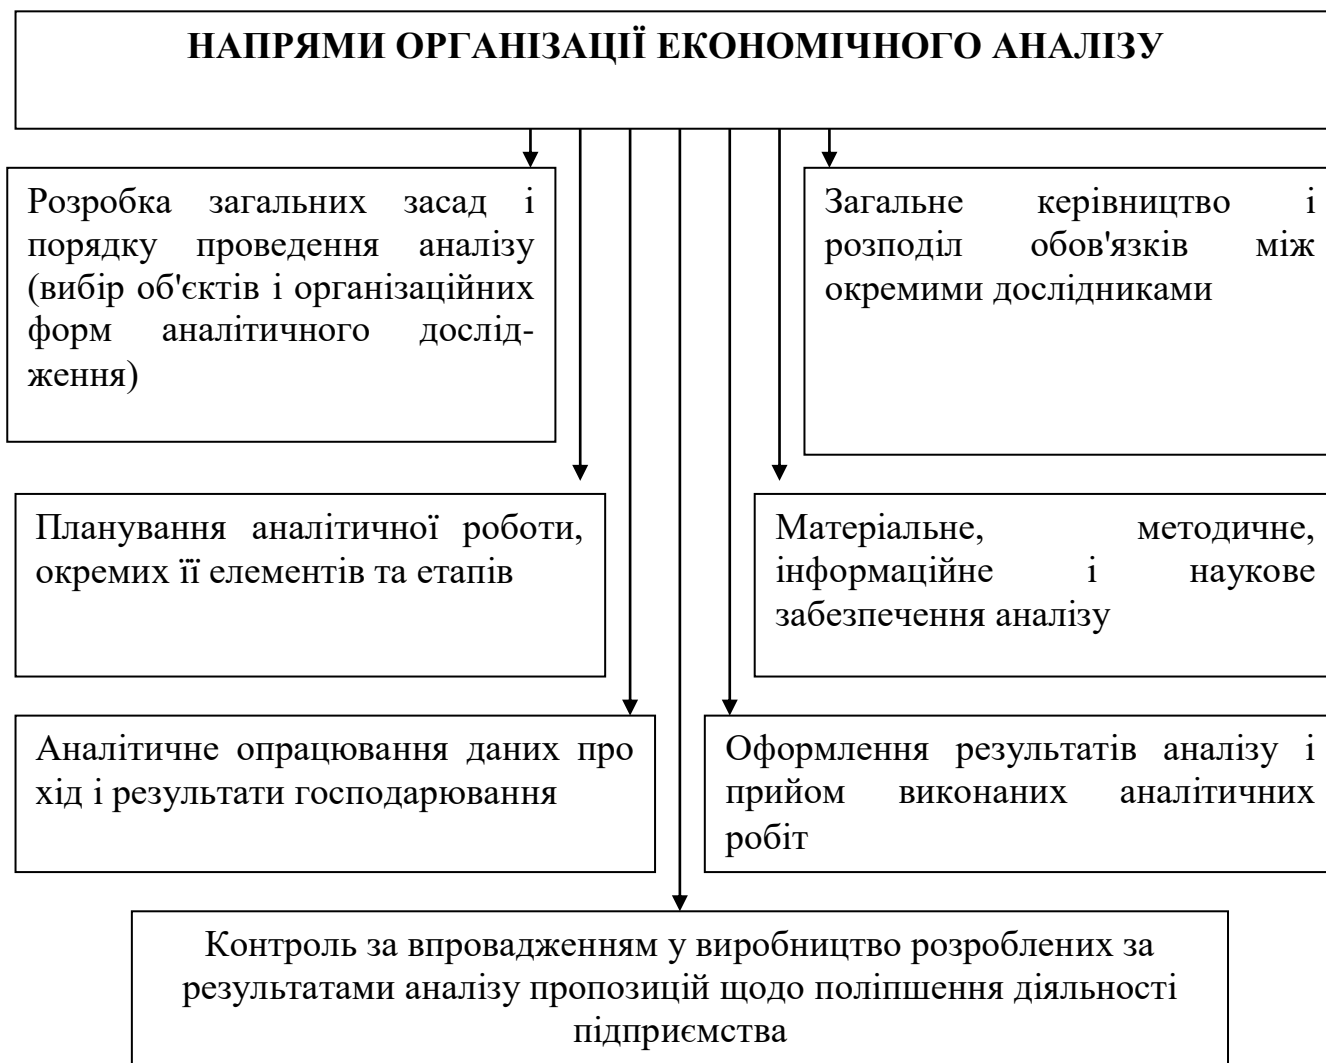 НАПРЯМИ ОРГАНІЗАЦІЇ ЕКОНОМІЧНОГО АНАЛІЗУ
Розробка загальних засад і
порядку проведення аналізу
(вибір об'єктів і організаційних
форм аналітичного дослід-
ження)
Загальне керівництво і
розподіл обов'язків між
окремими дослідниками
Планування аналітичної роботи,
окремих її елементів та етапів
Матеріальне, методичне,
інформаційне і наукове
забезпечення аналізу
Аналітичне опрацювання даних про
хід і результати господарювання
Оформлення результатів аналізу і
прийом виконаних аналітичних
робіт
Контроль за впровадженням у виробництво розроблених за
результатами аналізу пропозицій щодо поліпшення діяльності
підприємства